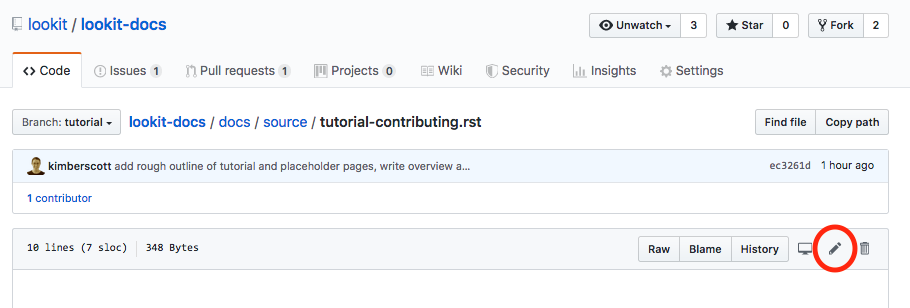 lookit / lookit-docs Unwatch 3 Star 0 Fork 2
Code Issues 1 Pull requests 1 Projects 0 Wiki Security Insights Settings
Branch: tutorial lookit-docs / docs / source / tutorial-contributing.rst Find file Copy path
kimberscott add rough outline of tutorial and placeholder pages, write overview a... ec3261d 1 hour ago
1 contributor
10 lines (7 sloc) 348 Bytes Raw Blame History